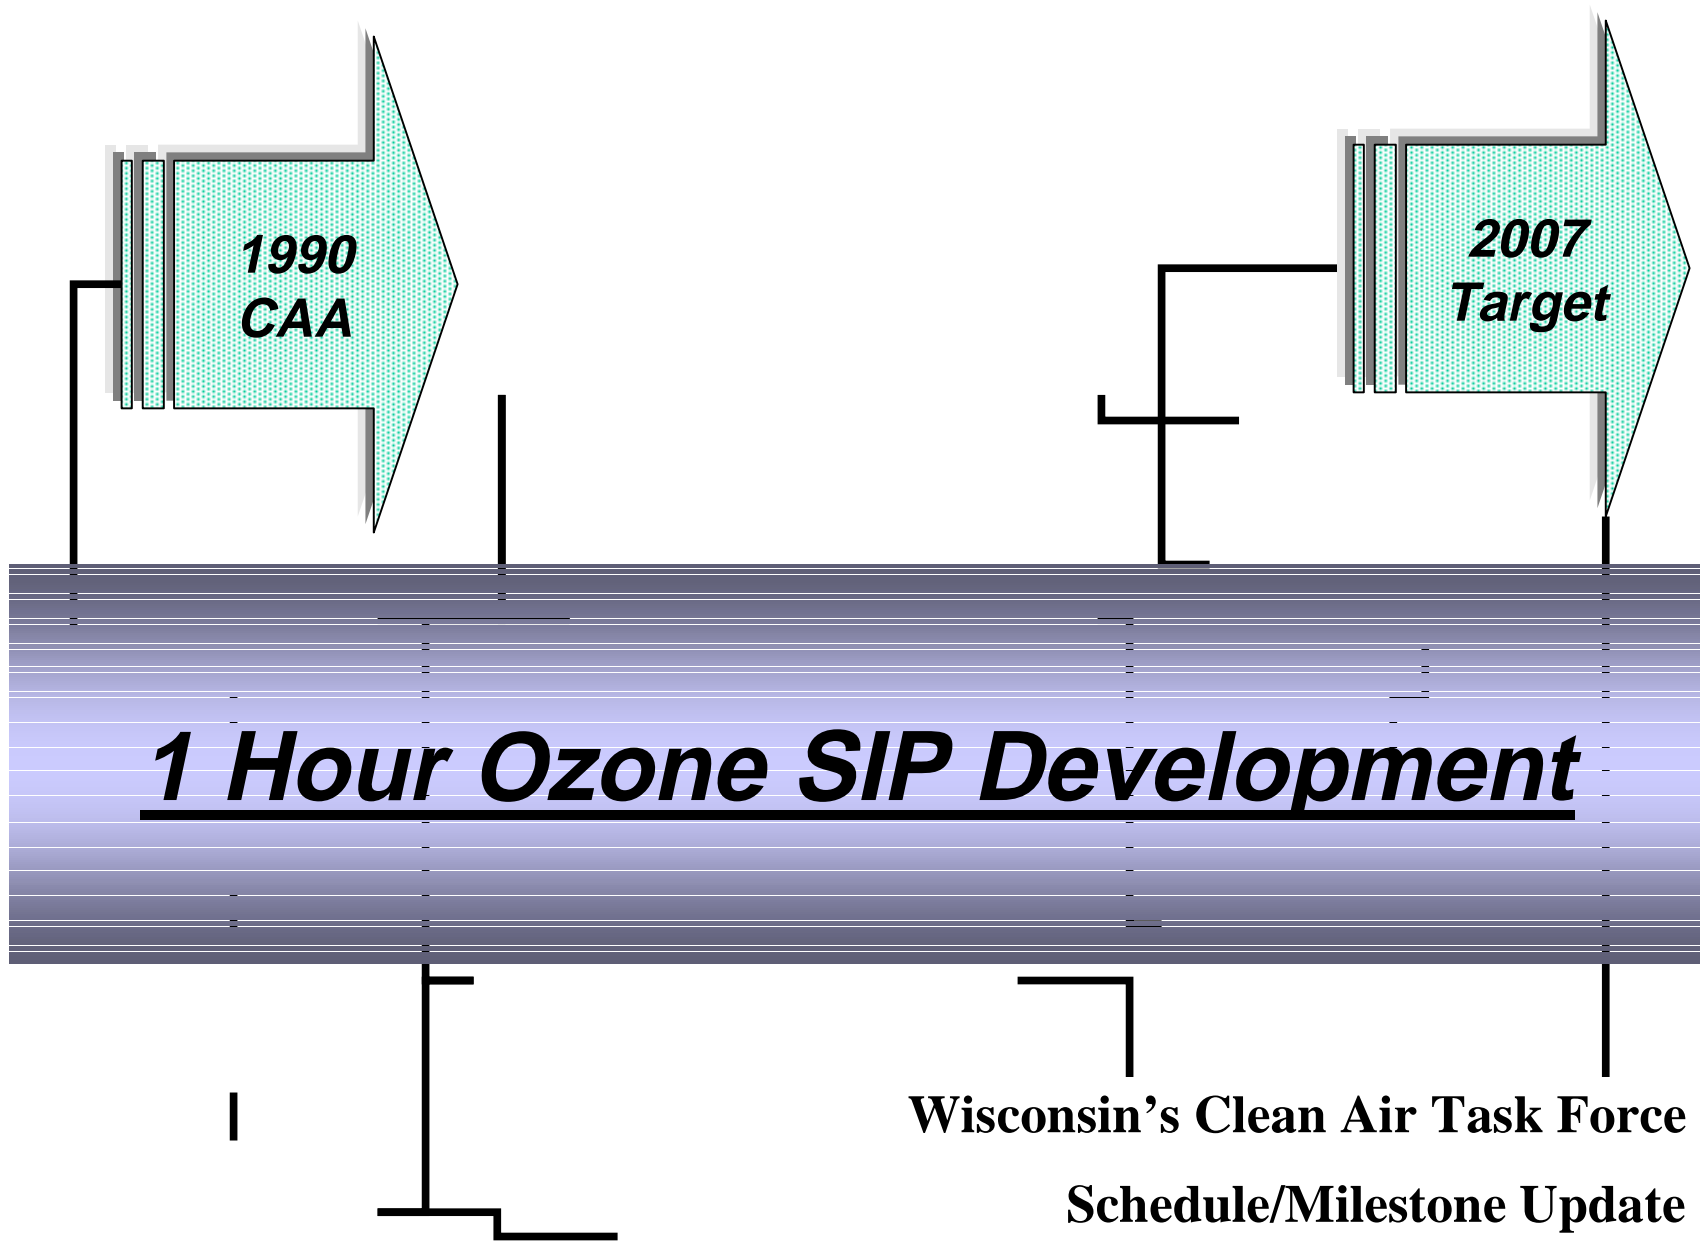 1990
CAA
2007
Target
1 Hour Ozone SIP Development
Wisconsin’s Clean Air Task Force
Schedule/Milestone Update